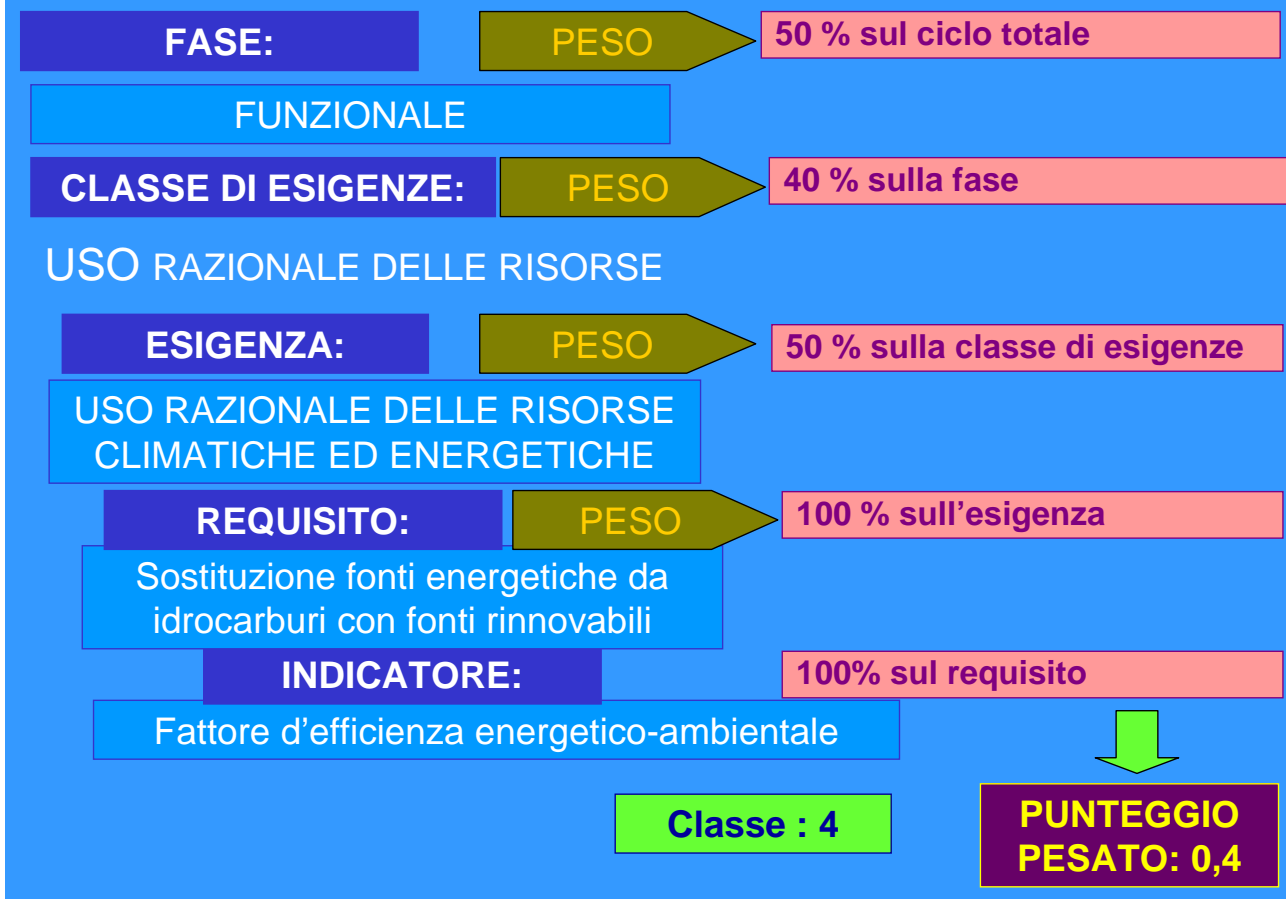 FASE:
PESO
50 % sul ciclo totale
FUNZIONALE
CLASSE DI ESIGENZE:
PESO
40 % sulla fase
USO RAZIONALE DELLE RISORSE
ESIGENZA:
PESO
50 % sulla classe di esigenze
USO RAZIONALE DELLE RISORSE
CLIMATICHE ED ENERGETICHE
REQUISITO:
PESO
100 % sull'esigenza
Sostituzione fonti energetiche da
idrocarburi con fonti rinnovabili
INDICATORE:
100% sul requisito
Fattore d'efficienza energetico-ambientale
Classe : 4
PUNTEGGIO
PESATO: 0,4